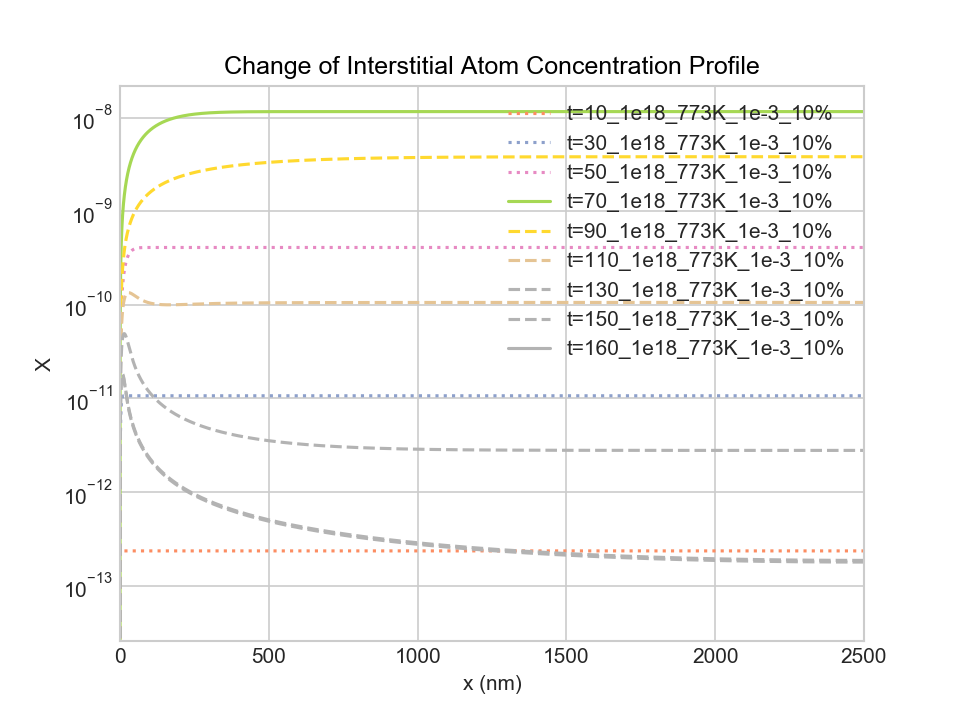 Change of Interstitial Atom Concentration Profile
10⁻⁸
10⁻⁹
10⁻¹⁰
10⁻¹¹
10⁻¹²
10⁻¹³
X
t=10_1e18_773K_1e-3_10%
t=30_1e18_773K_1e-3_10%
t=50_1e18_773K_1e-3_10%
t=70_1e18_773K_1e-3_10%
t=90_1e18_773K_1e-3_10%
t=110_1e18_773K_1e-3_10%
t=130_1e18_773K_1e-3_10%
t=150_1e18_773K_1e-3_10%
t=160_1e18_773K_1e-3_10%
0 500 1000 1500 2000 2500
x (nm)